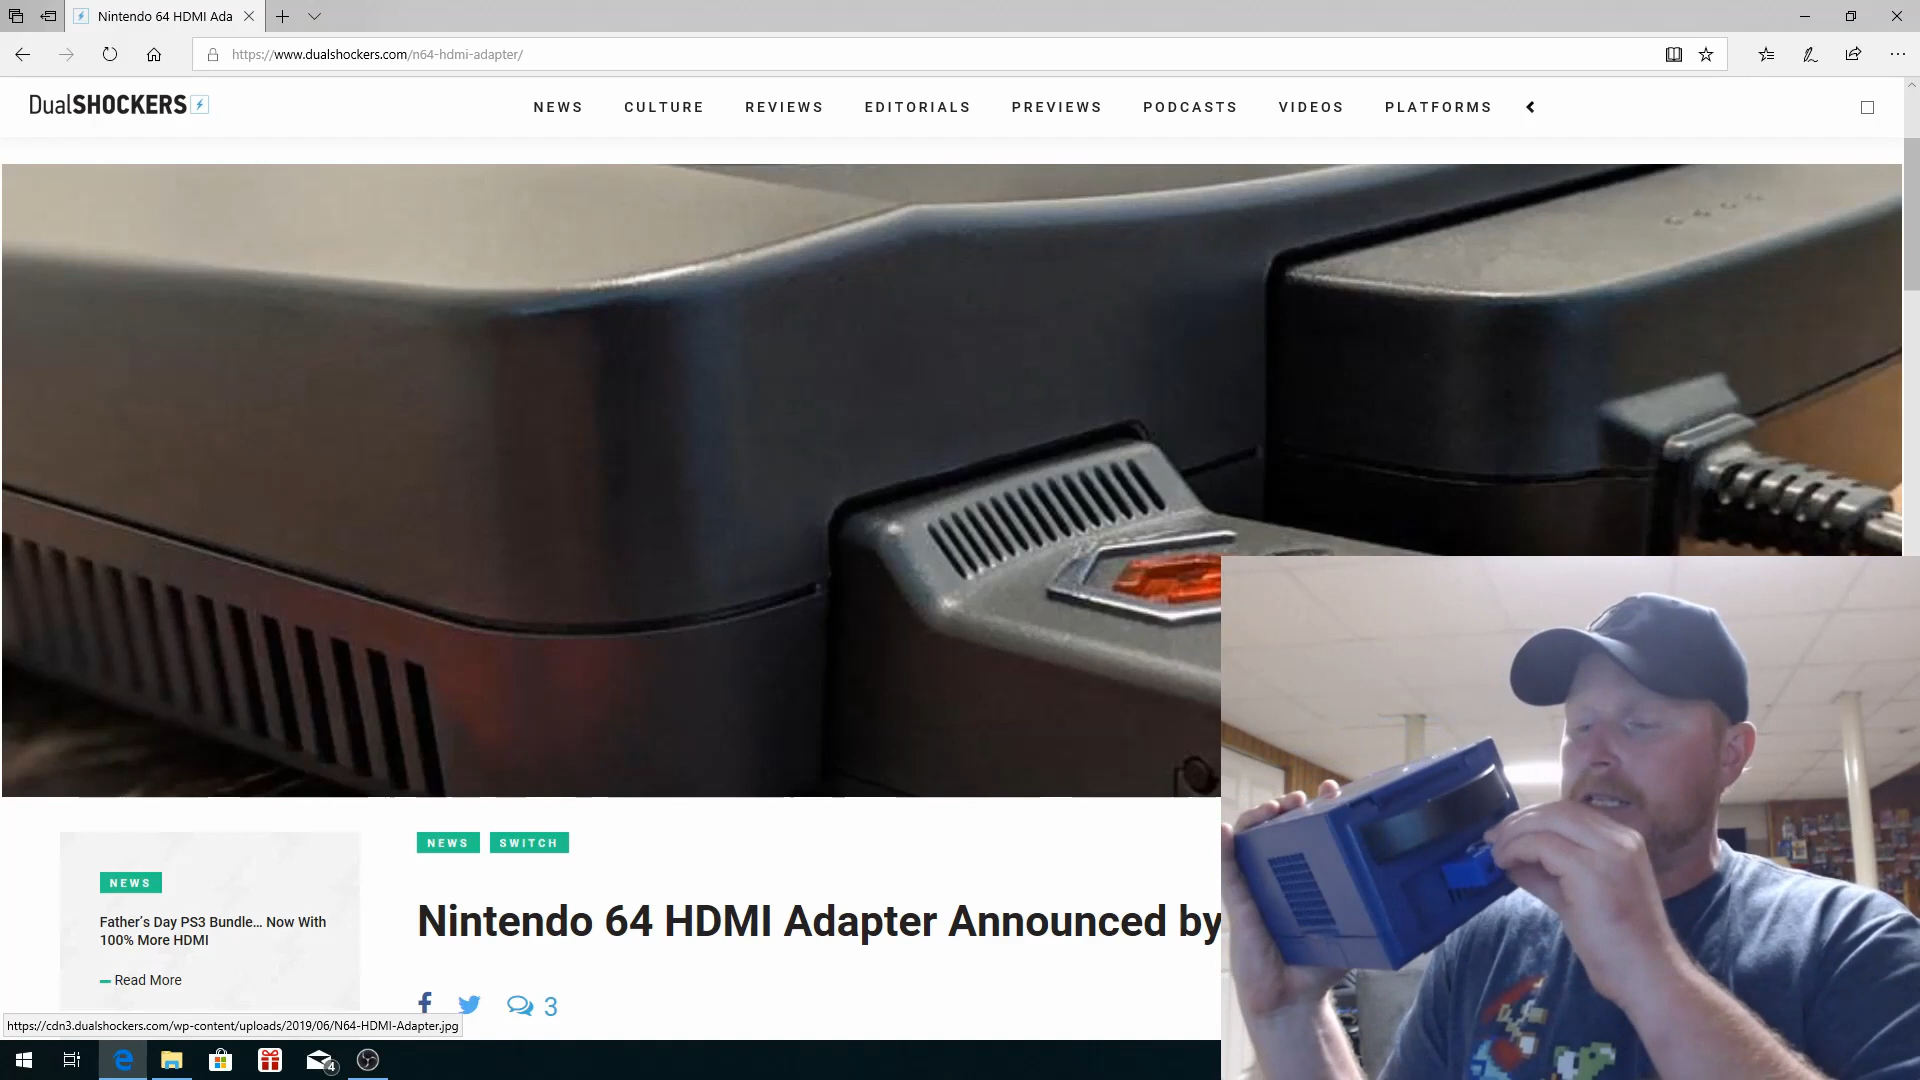 Nintendo 64 HDMI Ada
https://www.dualshockers.com/n64-hdmi-adapter/
DualSHOCKERS
NEWS CULTURE REVIEWS EDITORIALS PREVIEWS PODCASTS VIDEOS PLATFORMS
NEWS SWITCH
NEWS
Father's Day PS3 Bundle... Now With
100% More HDMI
Read More
Nintendo 64 HDMI Adapter Announced by
3
https://cdn3.dualshockers.com/wp-content/uploads/2019/06/N64-HDMI-Adapter.jpg
4